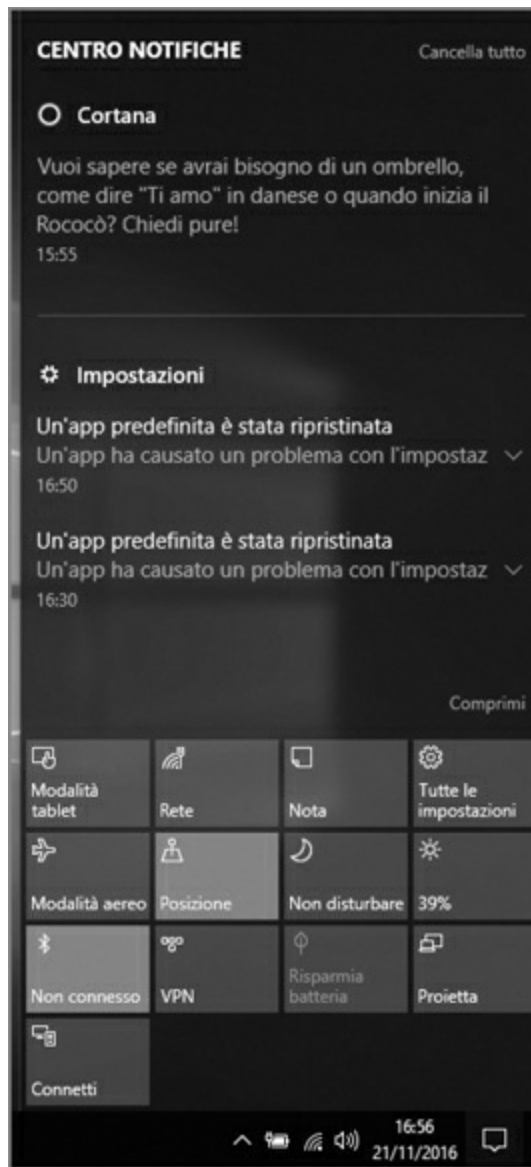 CENTRO NOTIFICHE Cancella tutto
Cortana
Vuoi sapere se avrai bisogno di un ombrello,
come dire "Ti amo" in danese o quando inizia il
Rococò? Chiedi pure!
15:55
Impostazioni
Un'app predefinita è stata ripristinata
Un'app ha causato un problema con l'impostaz
16:50
Un'app predefinita è stata ripristinata
Un'app ha causato un problema con l'impostaz
16:30
Comprimi
Modalità tablet
Rete
Nota
Tutte le impostazioni
Modalità aereo
Posizione
Non disturbare
39%
Non connesso
VPN
Risparmia batteria
Proietta
Connetti
16:56
21/11/2016